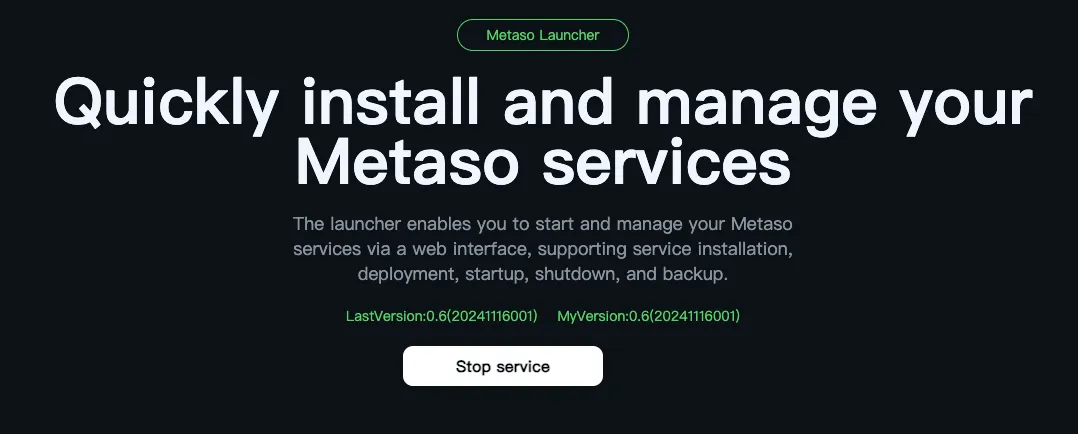 Metaso Launcher
Quickly install and manage your
Metaso services
The launcher enables you to start and manage your Metaso
services via a web interface, supporting service installation,
deployment, startup, shutdown, and backup.
LastVersion:0.6(20241116001) MyVersion:0.6(20241116001)
Stop service